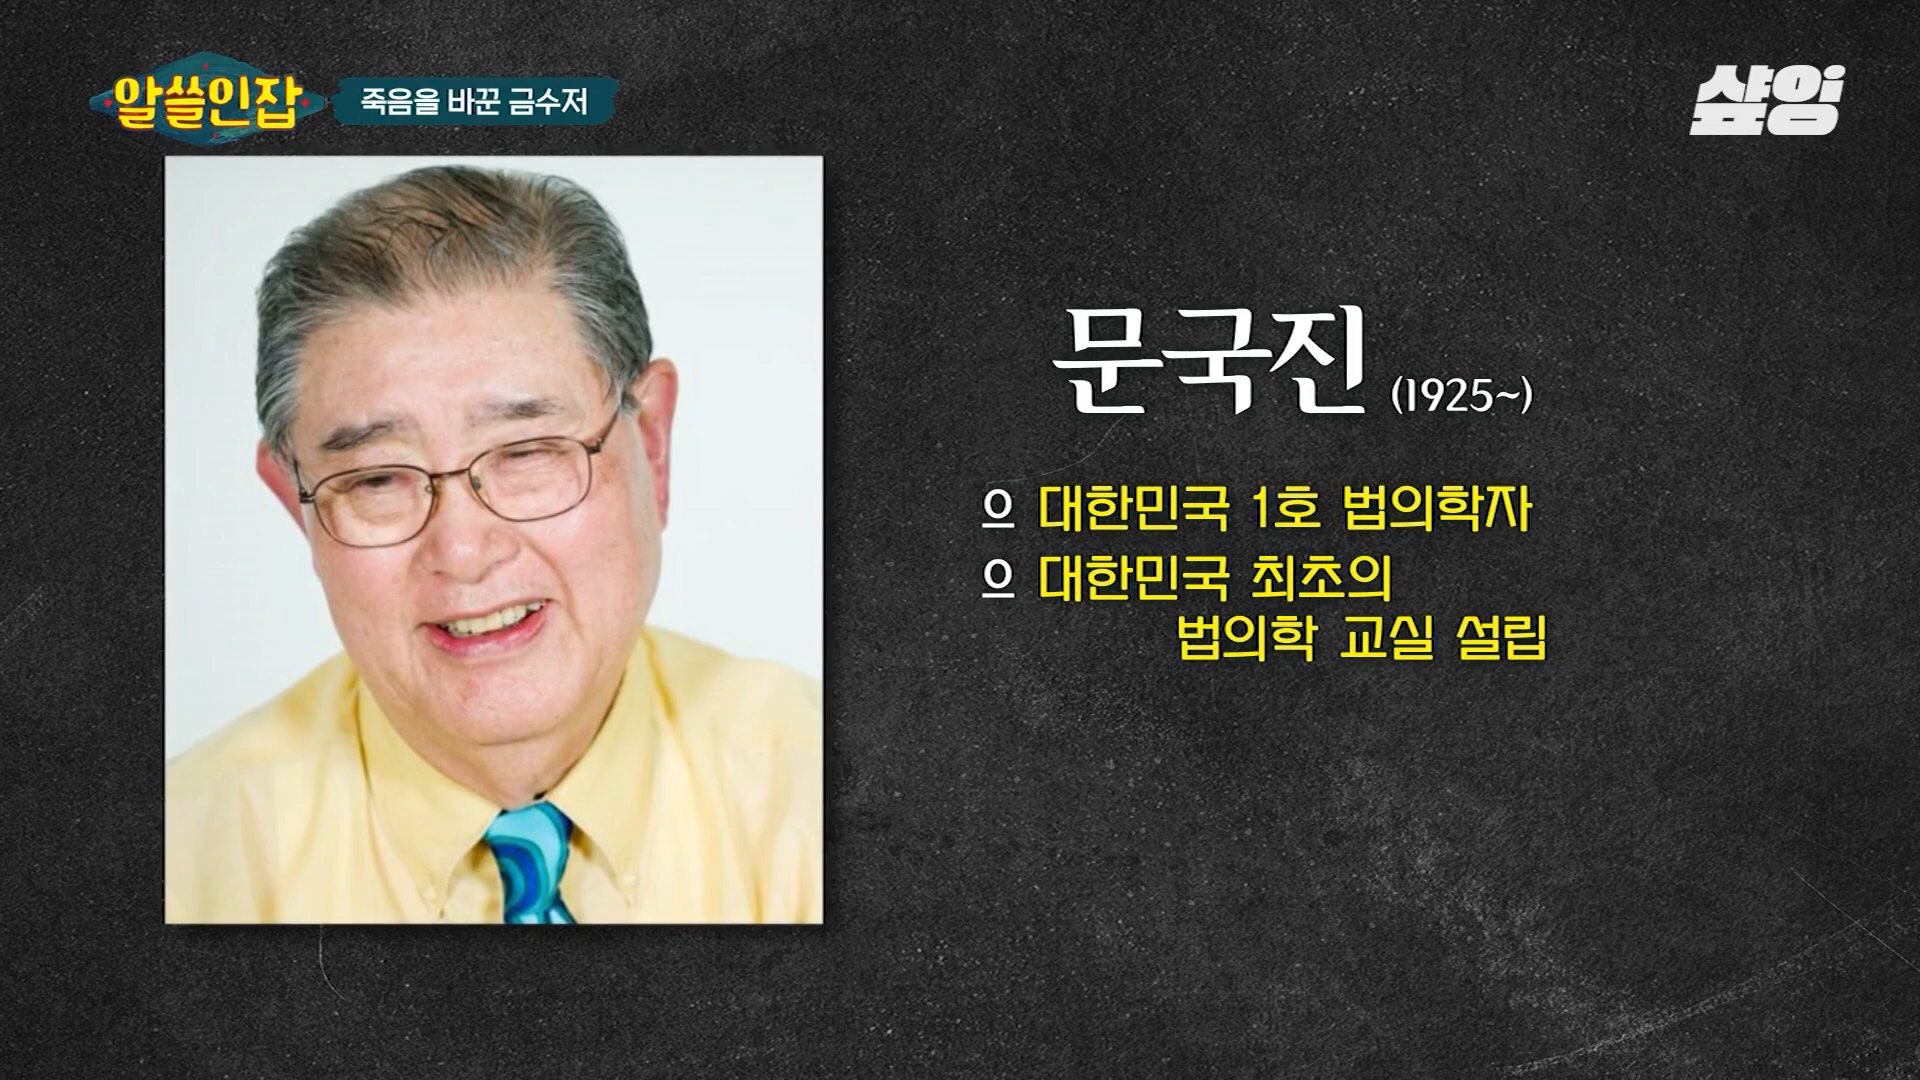 알쓸인잡
죽음을 바꾼 금수저
샾잉
문국진 (1925~)
대한민국 1호 법의학자
대한민국 최초의
법의학 교실 설립